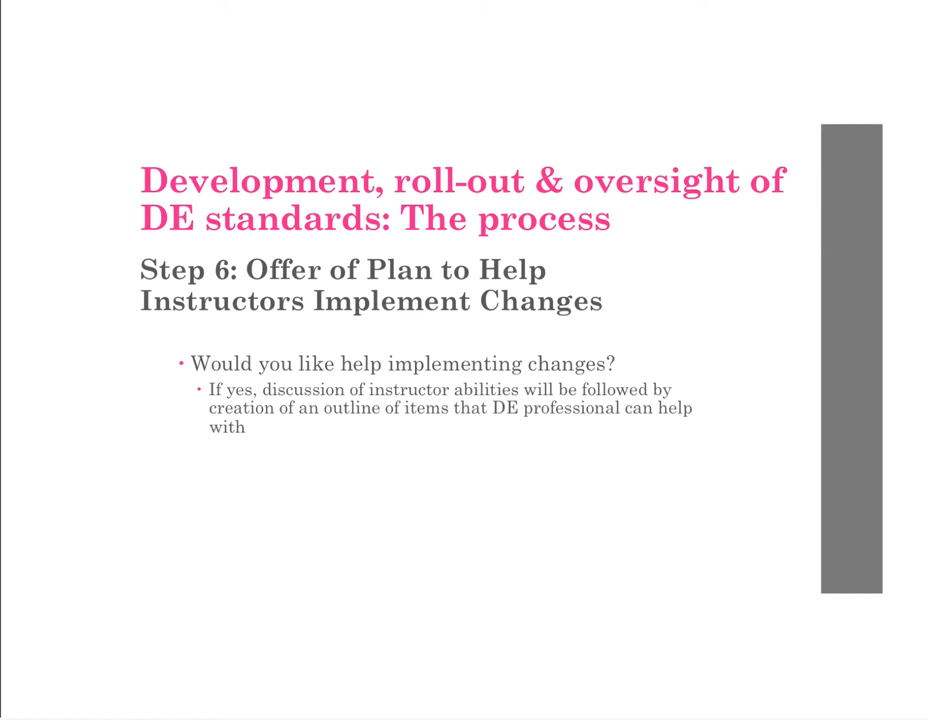 Development, roll-out & oversight of
DE standards: The process
Step 6: Offer of Plan to Help
Instructors Implement Changes
• Would you like help implementing changes?
• If yes, discussion of instructor abilities will be followed by
creation of an outline of items that DE professional can help
with